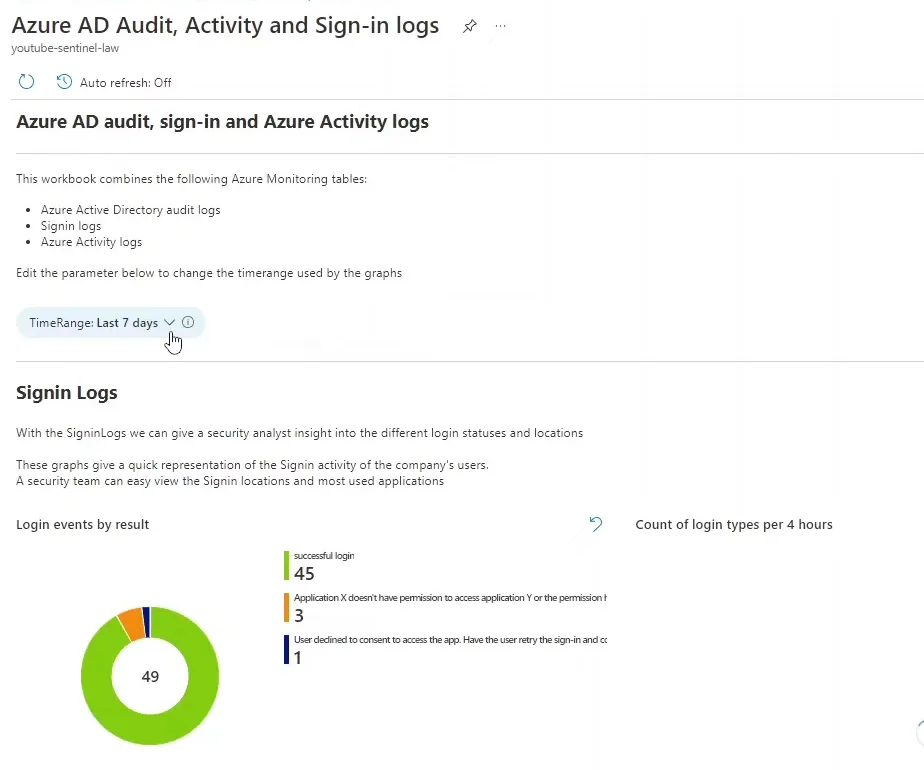 Azure AD Audit, Activity and Sign-in logs
youtube-sentinel-law
Auto refresh: Off
Azure AD audit, sign-in and Azure Activity logs
This workbook combines the following Azure Monitoring tables:
Azure Active Directory audit logs
Signin logs
Azure Activity logs
Edit the parameter below to change the timerange used by the graphs
TimeRange: Last 7 days
Signin Logs
With the SigninLogs we can give a security analyst insight into the different login statuses and locations
These graphs give a quick representation of the Signin activity of the company's users.
A security team can easy view the Signin locations and most used applications
Login events by result
Count of login types per 4 hours
successful login
45
Application X doesn't have permission to access application Y or the permission
3
User declined to consent to access the app. Have the user retry the sign-in and
1
49